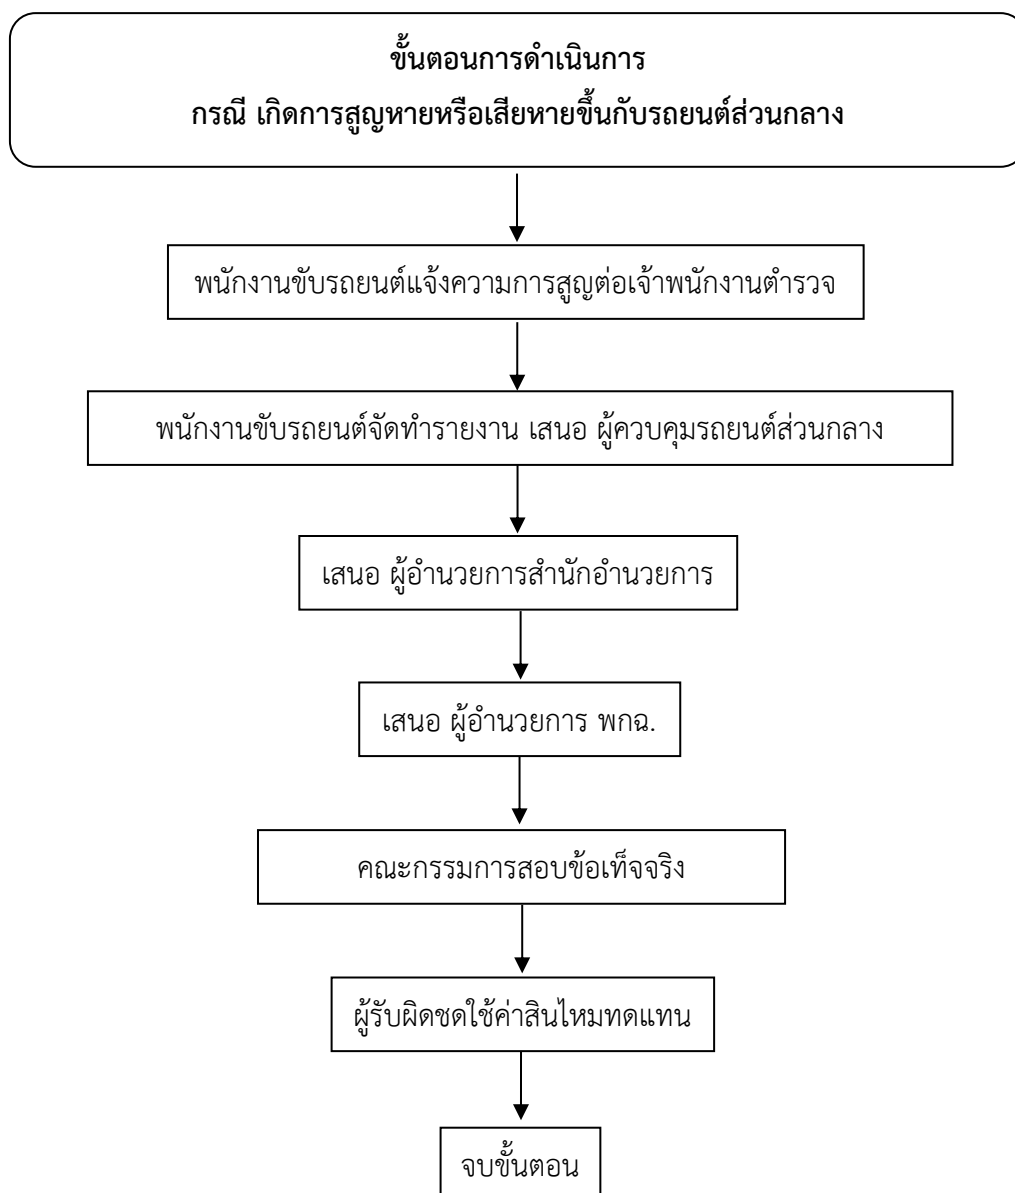 ขั้นตอนการดำเนินการ
กรณี เกิดการสูญหายหรือเสียหายขึ้นกับรถยนต์ส่วนกลาง
พนักงานขับรถยนต์แจ้งความการสูญต่อเจ้าพนักงานตำรวจ
พนักงานขับรถยนต์จัดทำรายงาน เสนอ ผู้ควบคุมรถยนต์ส่วนกลาง
เสนอ ผู้อำนวยการสำนักอำนวยการ
เสนอ ผู้อำนวยการ พกฉ.
คณะกรรมการสอบข้อเท็จจริง
ผู้รับผิดชดใช้ค่าสินไหมทดแทน
จบขั้นตอน